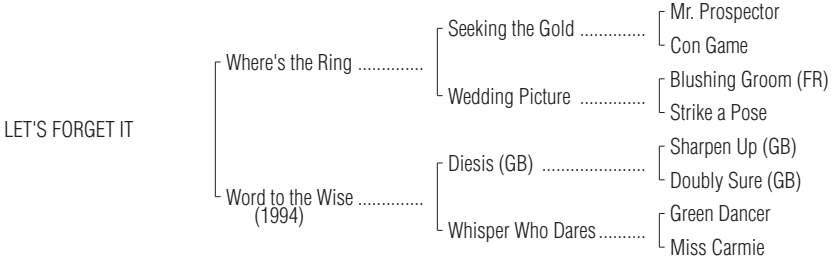 Mr. Prospector
Seeking the Gold ..............
Con Game
Where's the Ring ..............
Blushing Groom (FR)
Wedding Picture ..............
Strike a Pose
LET'S FORGET IT
Sharpen Up (GB)
Diesis (GB) ......................
Doubly Sure (GB)
Word to the Wise ..............
(1994)
Green Dancer
Whisper Who Dares ..........
Miss Carmie